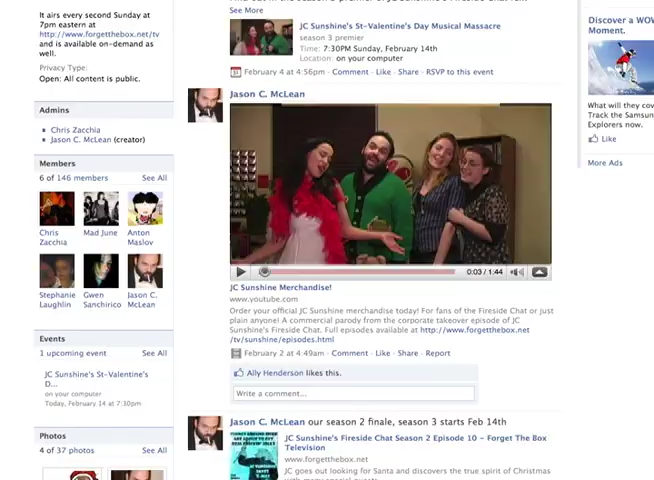 It airs every second Sunday at
7pm eastern at
http://www.forgetthebox.net/tv
and is available on-demand as
well.
Privacy Type:
Open: All content is public.
Admins
Chris Zacchia
Jason C. McLean (creator)
Members
6 of 146 members See All
Chris
Zacchia
Mad June
Anton
Maslov
Stephanie
Laughlin
Gwen
Sanchirico
Jason C.
McLean
Events
1 upcoming event See All
JC Sunshine's St-Valentine's
D...
on your computer
Today, February 14 at 7:30pm
Photos
4 of 37 photos See All
See More
JC Sunshine's St-Valentine's Day Musical Massacre
season 3 premier
Time: 7:30PM Sunday, February 14th
Location: on your computer
February 4 at 4:56pm · Comment · Like · Share · RSVP to this event
Jason C. McLean
0:03 / 1:44
JC Sunshine Merchandise!
www.youtube.com
Order your official JC Sunshine merchandise today! For fans of the Fireside Chat or just
plain anyone! A commercial parody from the corporate takeover episode of JC
Sunshine's Fireside Chat. Full episodes available at http://www.forgetthebox.net
/tv/sunshine/episodes.html
February 2 at 4:49am · Comment · Like · Share · Report
Ally Henderson likes this.
Write a comment...
Jason C. McLean our season 2 finale, season 3 starts Feb 14th
JC Sunshine's Fireside Chat Season 2 Episode 10 - Forget The Box
Television
www.forgetthebox.net
JC goes out looking for Santa and discovers the true spirit of Christmas
Discover a WOW
Moment.
What will they cov
Track the Samsun
Explorers now.
Like
More Ads